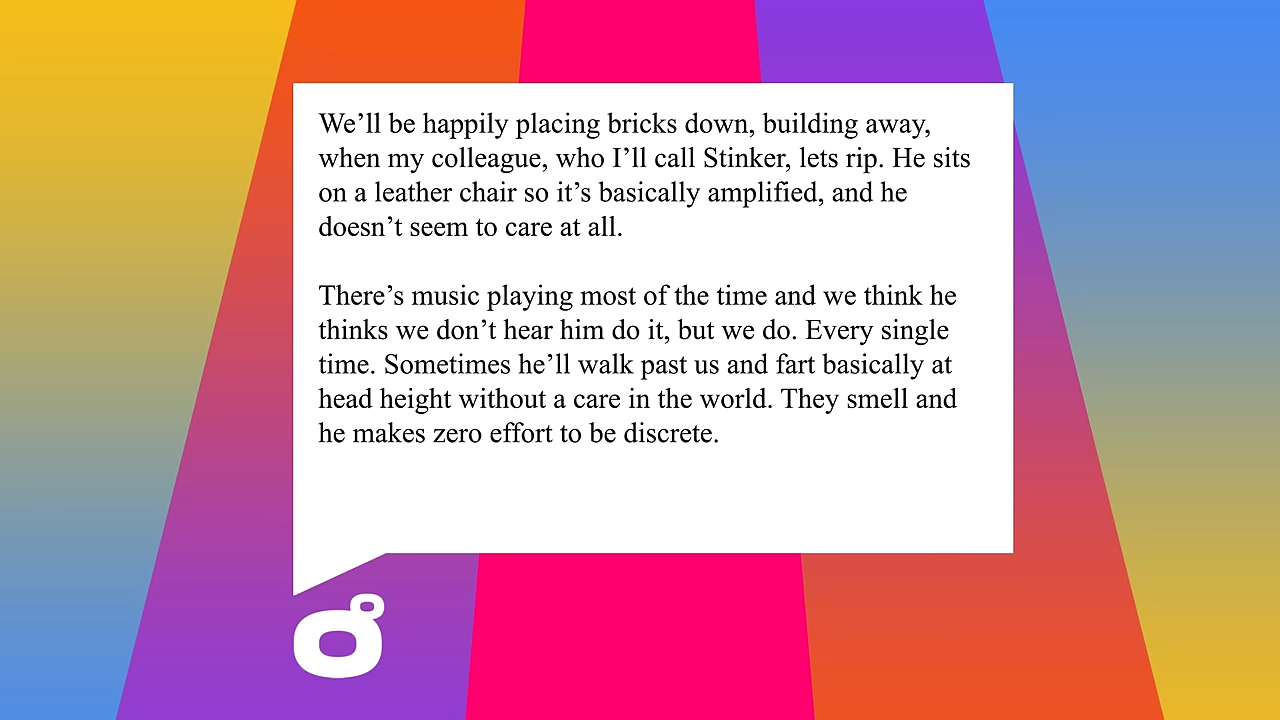 We’ll be happily placing bricks down, building away,
when my colleague, who I’ll call Stinker, lets rip. He sits
on a leather chair so it’s basically amplified, and he
doesn’t seem to care at all.
There’s music playing most of the time and we think he
thinks we don’t hear him do it, but we do. Every single
time. Sometimes he’ll walk past us and fart basically at
head height without a care in the world. They smell and
he makes zero effort to be discrete.